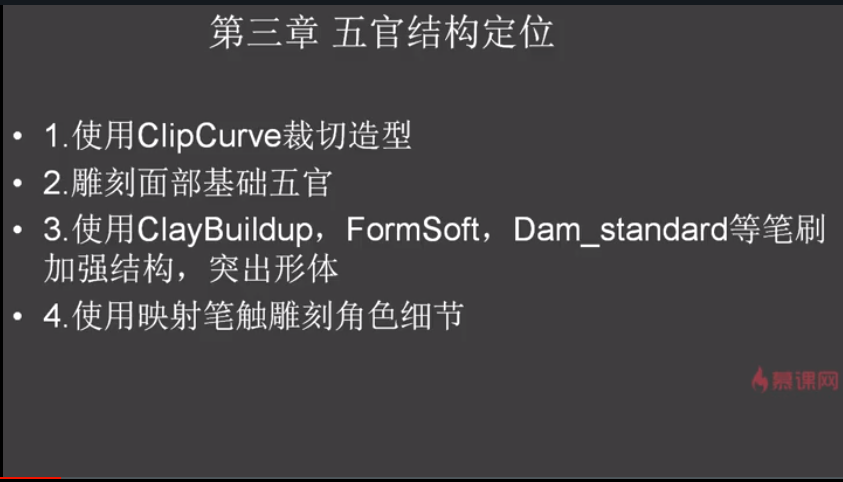 第三章 五官结构定位
• 1.使用ClipCurve裁切造型
• 2.雕刻面部基础五官
• 3.使用ClayBuildup，FormSoft，Dam_standard等笔刷
加强结构，突出形体
• 4.使用映射笔触雕刻角色细节
慕课网